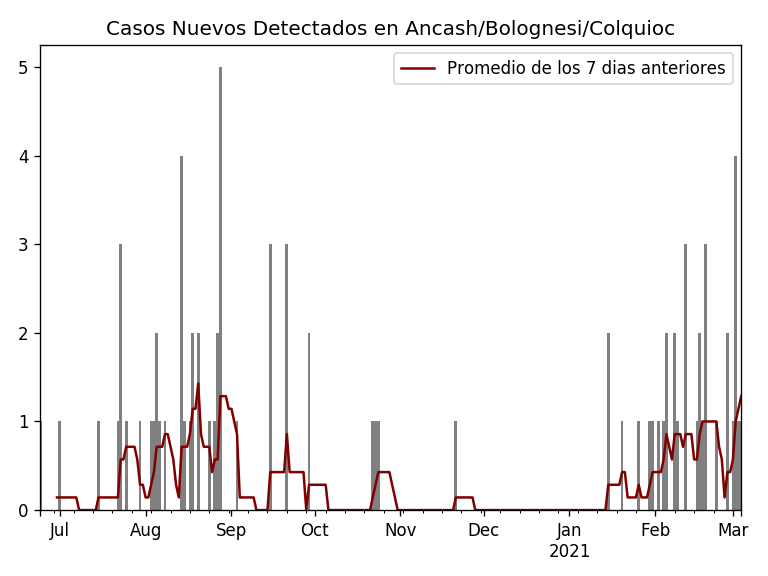 Casos Nuevos Detectados en Ancash/Bolognesi/Colquioc
Promedio de los 7 dias anteriores
5
4
3
2
1
0
Jul Aug Sep Oct Nov Dec Jan Feb Mar
2021